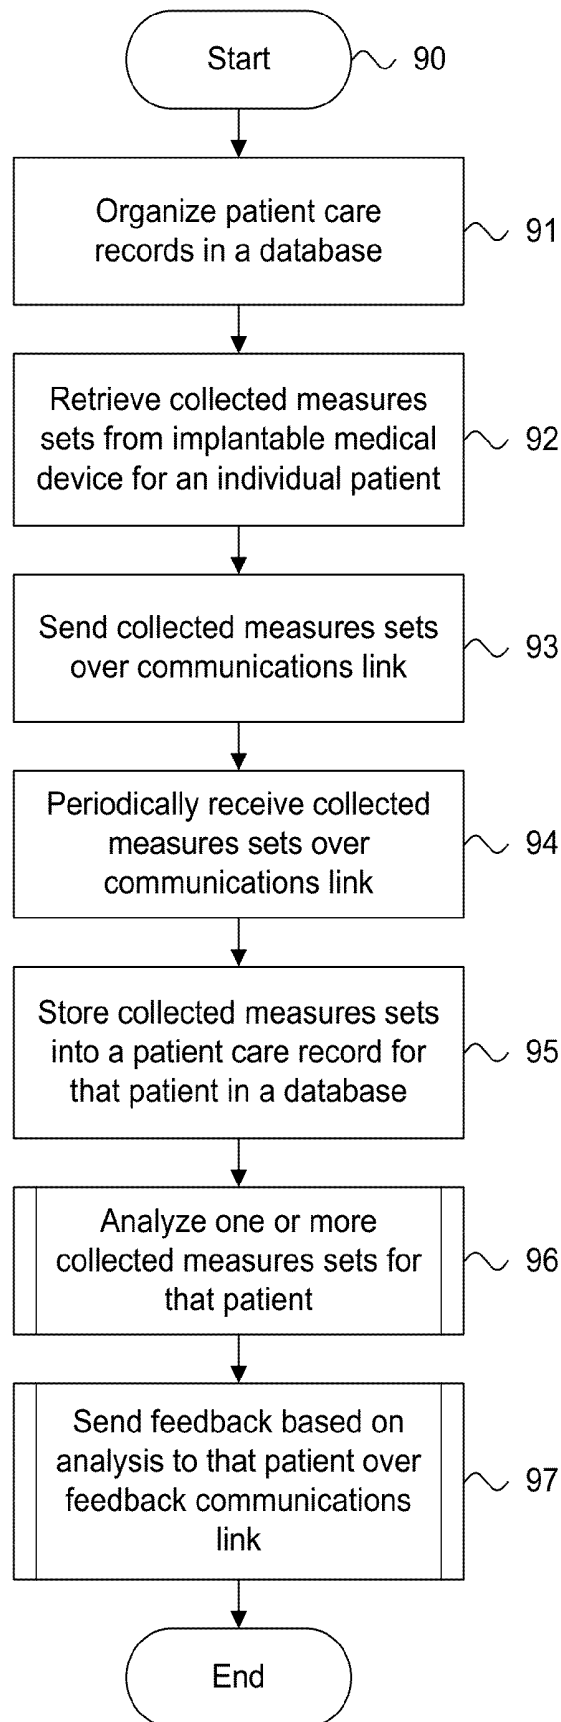 Start
90
Organize patient care
records in a database
91
Retrieve collected measures
sets from implantable medical
device for an individual patient
92
Send collected measures sets
over communications link
93
Periodically receive collected
measures sets over
communications link
94
Store collected measures sets
into a patient care record for
that patient in a database
95
Analyze one or more
collected measures sets for
that patient
96
Send feedback based on
analysis to that patient over
feedback communications
link
97
End